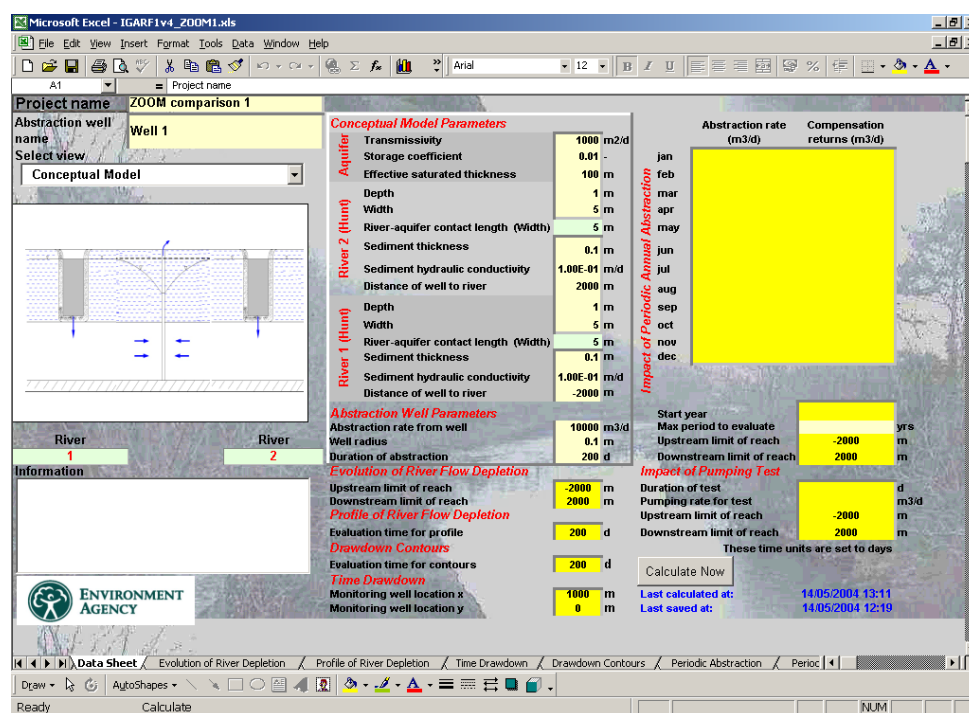 Microsoft Excel - IGARF1v4_ZOOM1.xls
File Edit View Insert Format Tools Data Window Help
Arial 12 B I U
A1 = Project name
Project name ZOOM comparison 1
Abstraction well name Well 1
Select view
Conceptual Model
River River
1 2
Information
ENVIRONMENT AGENCY
Conceptual Model Parameters
Aquifer
Transmissivity 1000 m2/d
Storage coefficient 0.01 -
Effective saturated thickness 100 m
River 2 (Hunt)
Depth 1 m
Width 5 m
River-aquifer contact length (Width) 5 m
Sediment thickness 0.1 m
Sediment hydraulic conductivity 1.00E-01 m/d
Distance of well to river 2000 m
River 1 (Hunt)
Depth 1 m
Width 5 m
River-aquifer contact length (Width) 5 m
Sediment thickness 0.1 m
Sediment hydraulic conductivity 1.00E-01 m/d
Distance of well to river -2000 m
Abstraction Well Parameters
Abstraction rate from well 10000 m3/d
Well radius 0.1 m
Duration of abstraction 200 d
Evolution of River Flow Depletion
Upstream limit of reach -2000 m
Downstream limit of reach 2000 m
Profile of River Flow Depletion
Evaluation time for profile 200 d
Drawdown Contours
Evaluation time for contours 200 d
Time Drawdown
Monitoring well location x 1000 m
Monitoring well location y 0 m
Abstraction rate (m3/d) Compensation returns (m3/d)
Impact of Periodic Annual Abstraction
jan
feb
mar
apr
may
jun
jul
aug
sep
oct
nov
dec
Start year
Max period to evaluate yrs
Upstream limit of reach -2000 m
Downstream limit of reach 2000 m
Impact of Pumping Test
Duration of test d
Pumping rate for test m3/d
Upstream limit of reach -2000 m
Downstream limit of reach 2000 m
These time units are set to days
Calculate Now
Last calculated at: 14/05/2004 13:11
Last saved at: 14/05/2004 12:19
Data Sheet / Evolution of River Depletion / Profile of River Depletion / Time Drawdown / Drawdown Contours / Periodic Abstraction / Perioc
Draw AutoShapes
Ready Calculate NUM